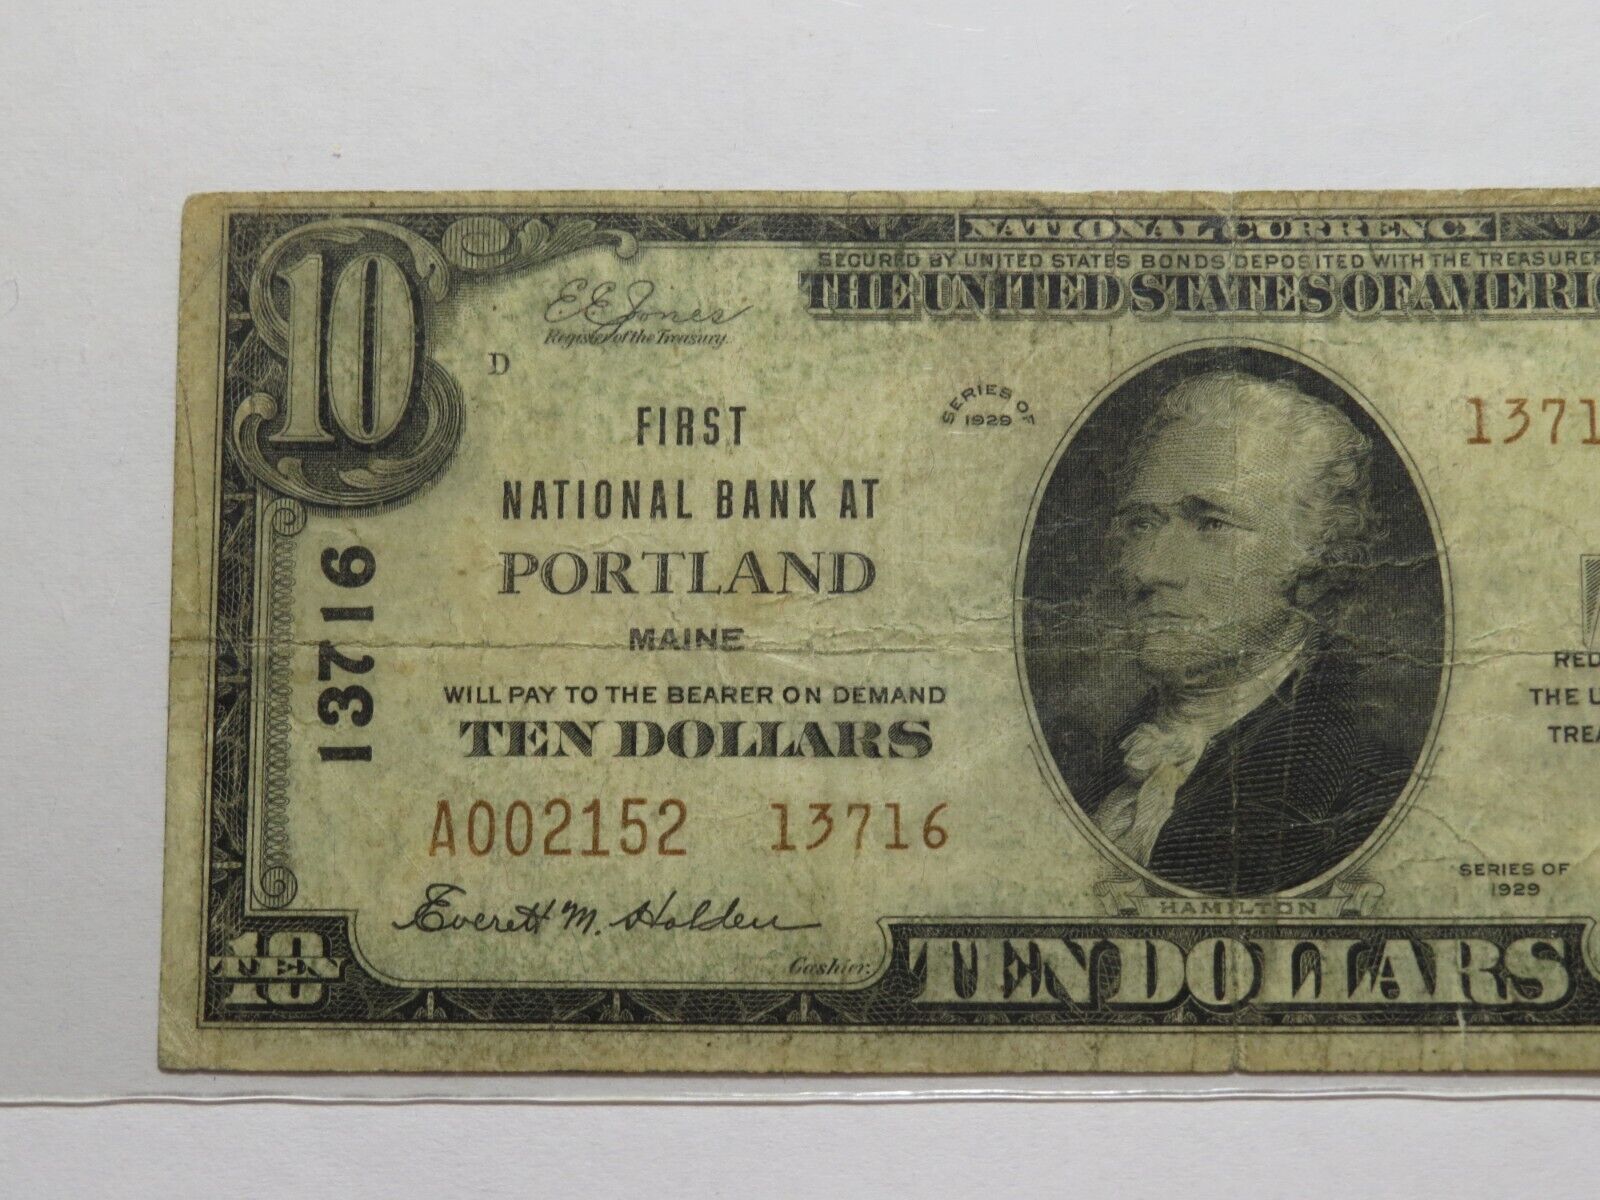 NATIONAL CURRENCY
SECURED BY UNITED STATES BONDS DEPOSITED WITH THE TREASURER
THE UNITED STATES OF AMERIC
10
E E Jones
Register of the Treasury.
D
SERIES OF
1929
1371
FIRST
NATIONAL BANK AT
PORTLAND
MAINE
13716
WILL PAY TO THE BEARER ON DEMAND
TEN DOLLARS
RED
THE U
TREA
A002152 13716
SERIES OF
1929
HAMILTON
Everett M. Holden
Cashier.
10
TEN
TEN DOLLARS